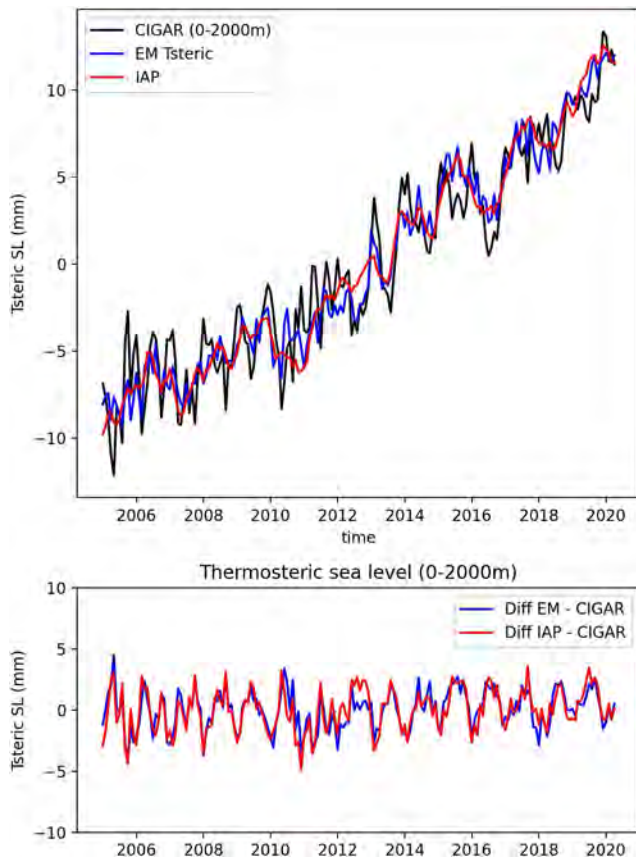 CIGAR (0-2000m)
EM Tsteric
IAP
Tsteric SL (mm)
10
5
0
−5
−10
2006 2008 2010 2012 2014 2016 2018 2020
time
Thermosteric sea level (0-2000m)
Diff EM - CIGAR
Diff IAP - CIGAR
Tsteric SL (mm)
10
5
0
−5
−10
2006 2008 2010 2012 2014 2016 2018 2020